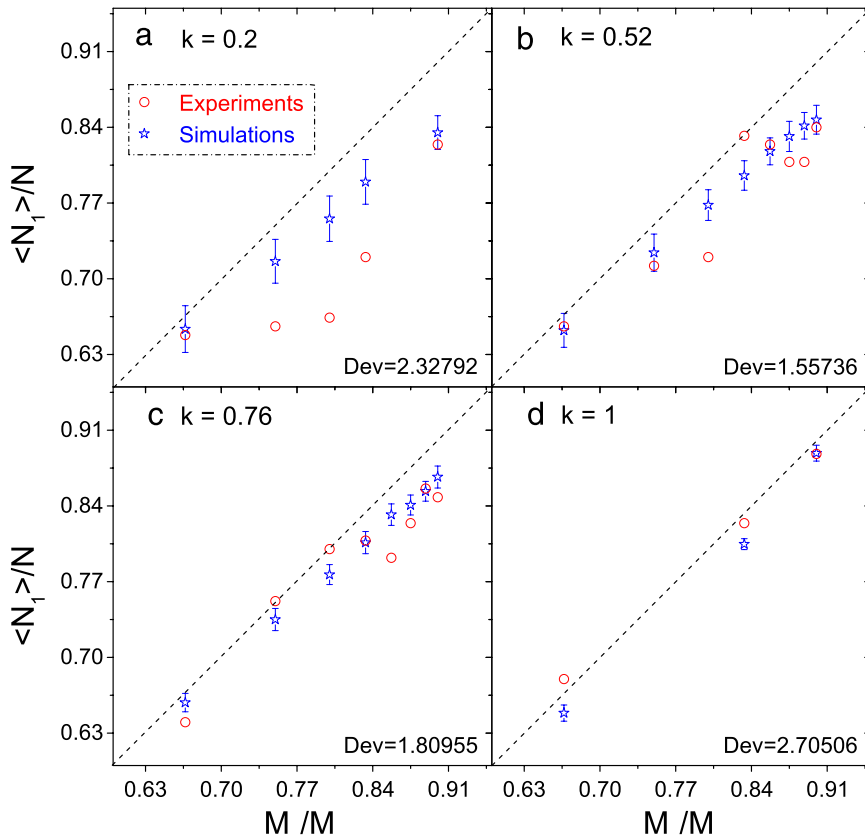 a k = 0.2
Experiments
Simulations
Dev=2.32792
b k = 0.52
Dev=1.55736
0.91
0.84
0.77
0.70
0.63
<N₁>/N
c k = 0.76
Dev=1.80955
d k = 1
Dev=2.70506
0.91
0.84
0.77
0.70
0.63
<N₁>/N
0.63 0.70 0.77 0.84 0.91
0.63 0.70 0.77 0.84 0.91
M /M
M /M